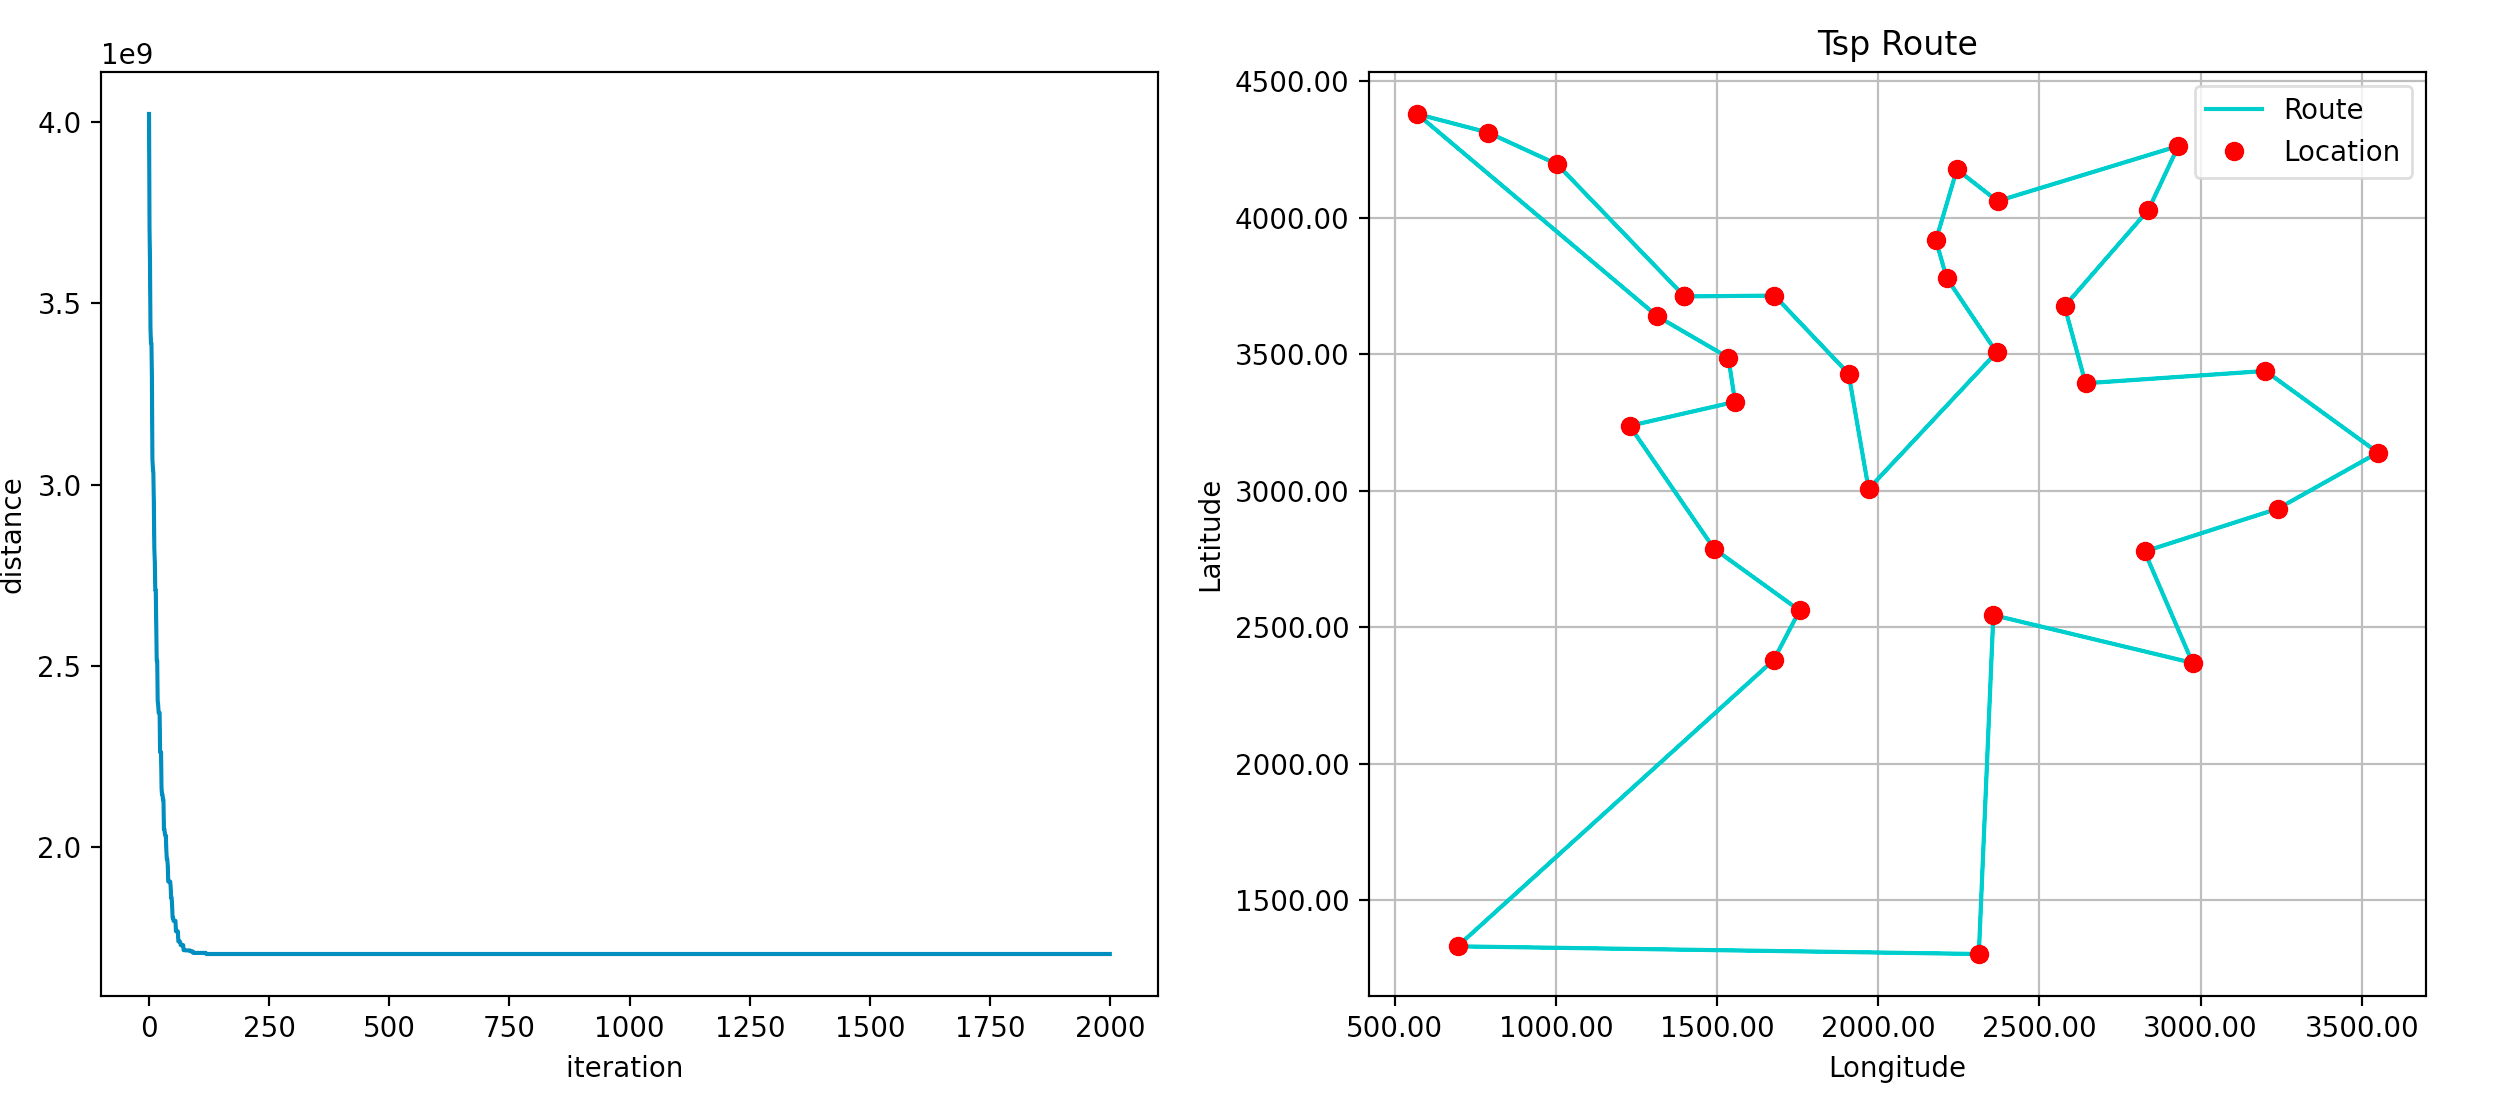 1e9
4.0
3.5
3.0
2.5
2.0
distance
0 250 500 750 1000 1250 1500 1750 2000
iteration
Tsp Route
Route
Location
4500.00
4000.00
3500.00
3000.00
2500.00
2000.00
1500.00
Latitude
500.00 1000.00 1500.00 2000.00 2500.00 3000.00 3500.00
Longitude